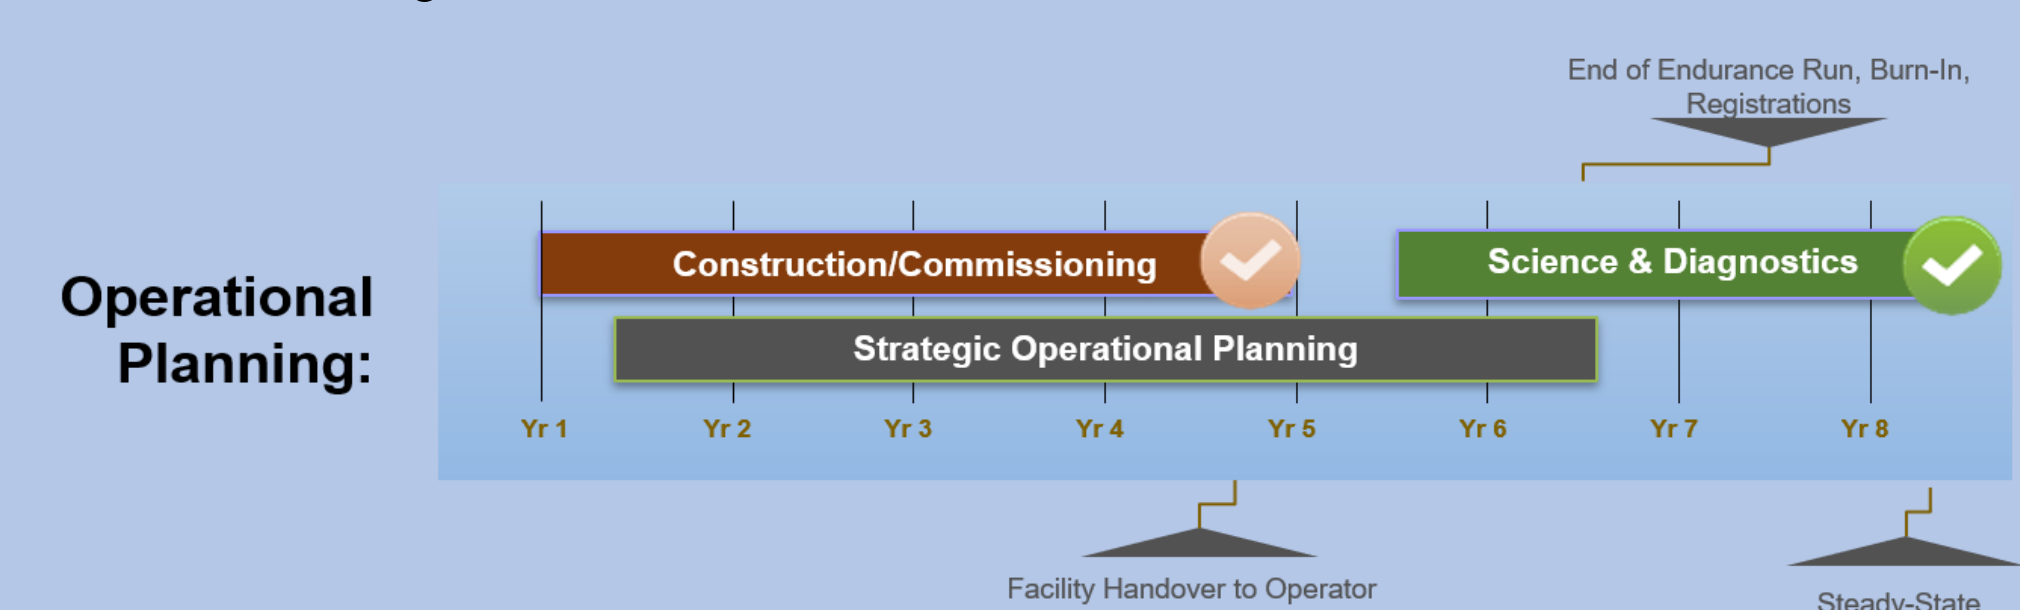 End of Endurance Run, Burn-In,
Registrations
Construction/Commissioning
Science & Diagnostics
Operational
Planning:
Strategic Operational Planning
Yr 1
Yr 2
Yr 3
Yr 4
Yr 5
Yr 6
Yr 7
Yr 8
Facility Handover to Operator
Steady-State